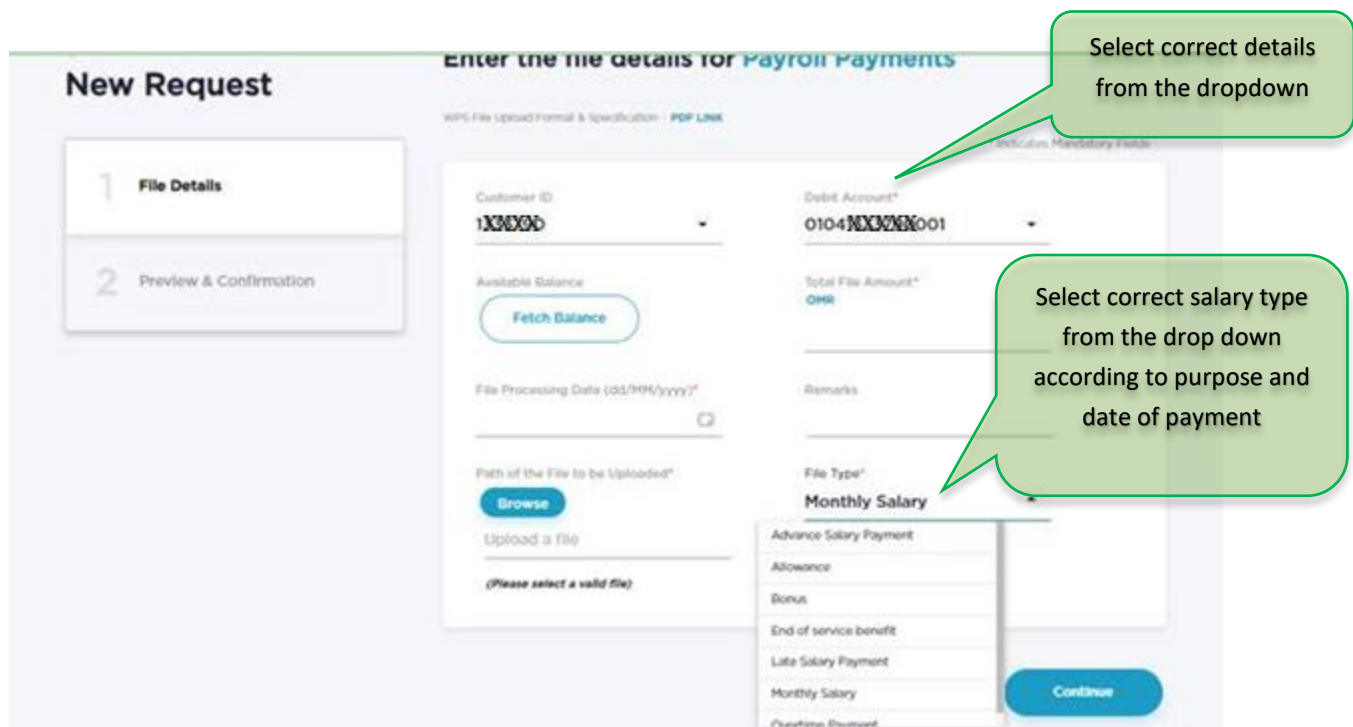 Select correct details
from the dropdown
New Request
Enter the file details for Payroll Payments
WPS File Upload Format & Specification - PDF LINK
* Indicates Mandatory Fields
1 File Details
2 Preview & Confirmation
Customer ID
Debit Account*
Available Balance
Fetch Balance
Total File Amount*
OMR
Select correct salary type
from the drop down
according to purpose and
date of payment
File Processing Date (dd/MM/yyyy)*
Remarks
Path of the File to be Uploaded*
Browse
Upload a file
(Please select a valid file)
File Type*
Monthly Salary
Advance Salary Payment
Allowance
Bonus
End of service benefit
Late Salary Payment
Monthly Salary
Overtime Payment
Continue